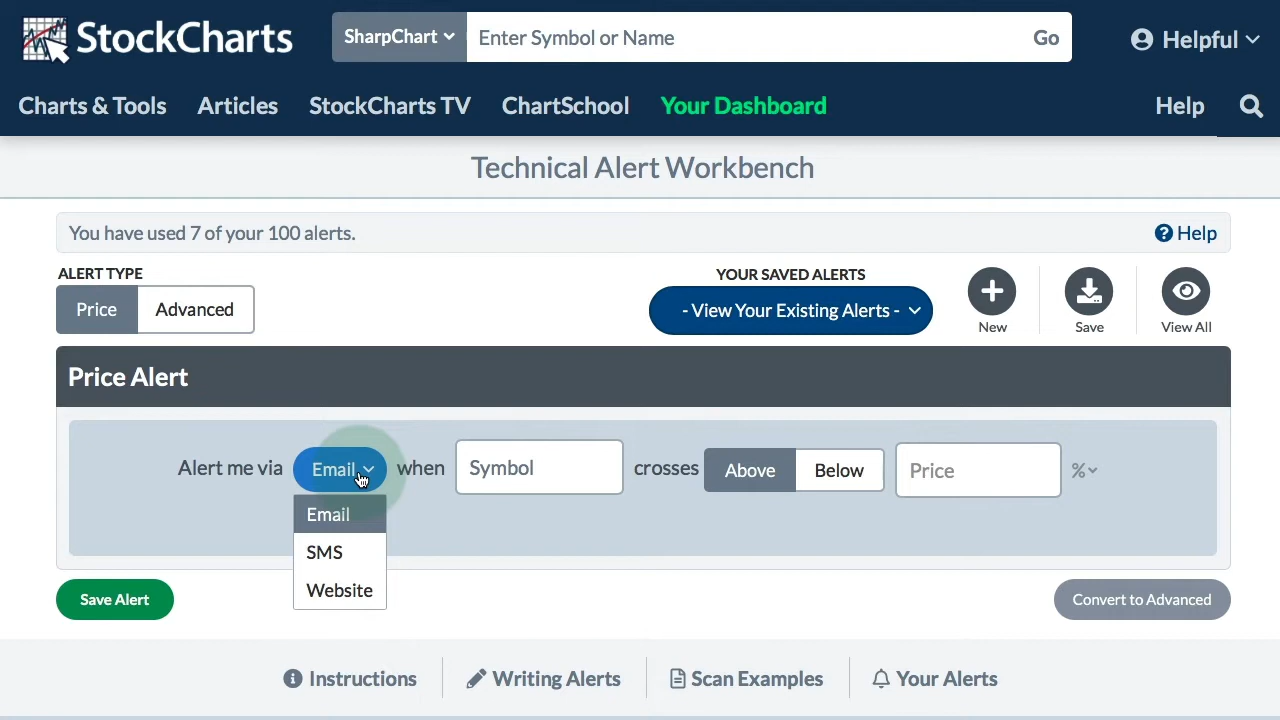 StockCharts
SharpChart
Enter Symbol or Name
Go
Helpful
Charts & Tools
Articles
StockCharts TV
ChartSchool
Your Dashboard
Help
Technical Alert Workbench
You have used 7 of your 100 alerts.
? Help
ALERT TYPE
Price
Advanced
YOUR SAVED ALERTS
- View Your Existing Alerts -
New
Save
View All
Price Alert
Alert me via
Email
when
Symbol
crosses
Above
Below
Price
%
Email
SMS
Website
Save Alert
Convert to Advanced
Instructions
Writing Alerts
Scan Examples
Your Alerts